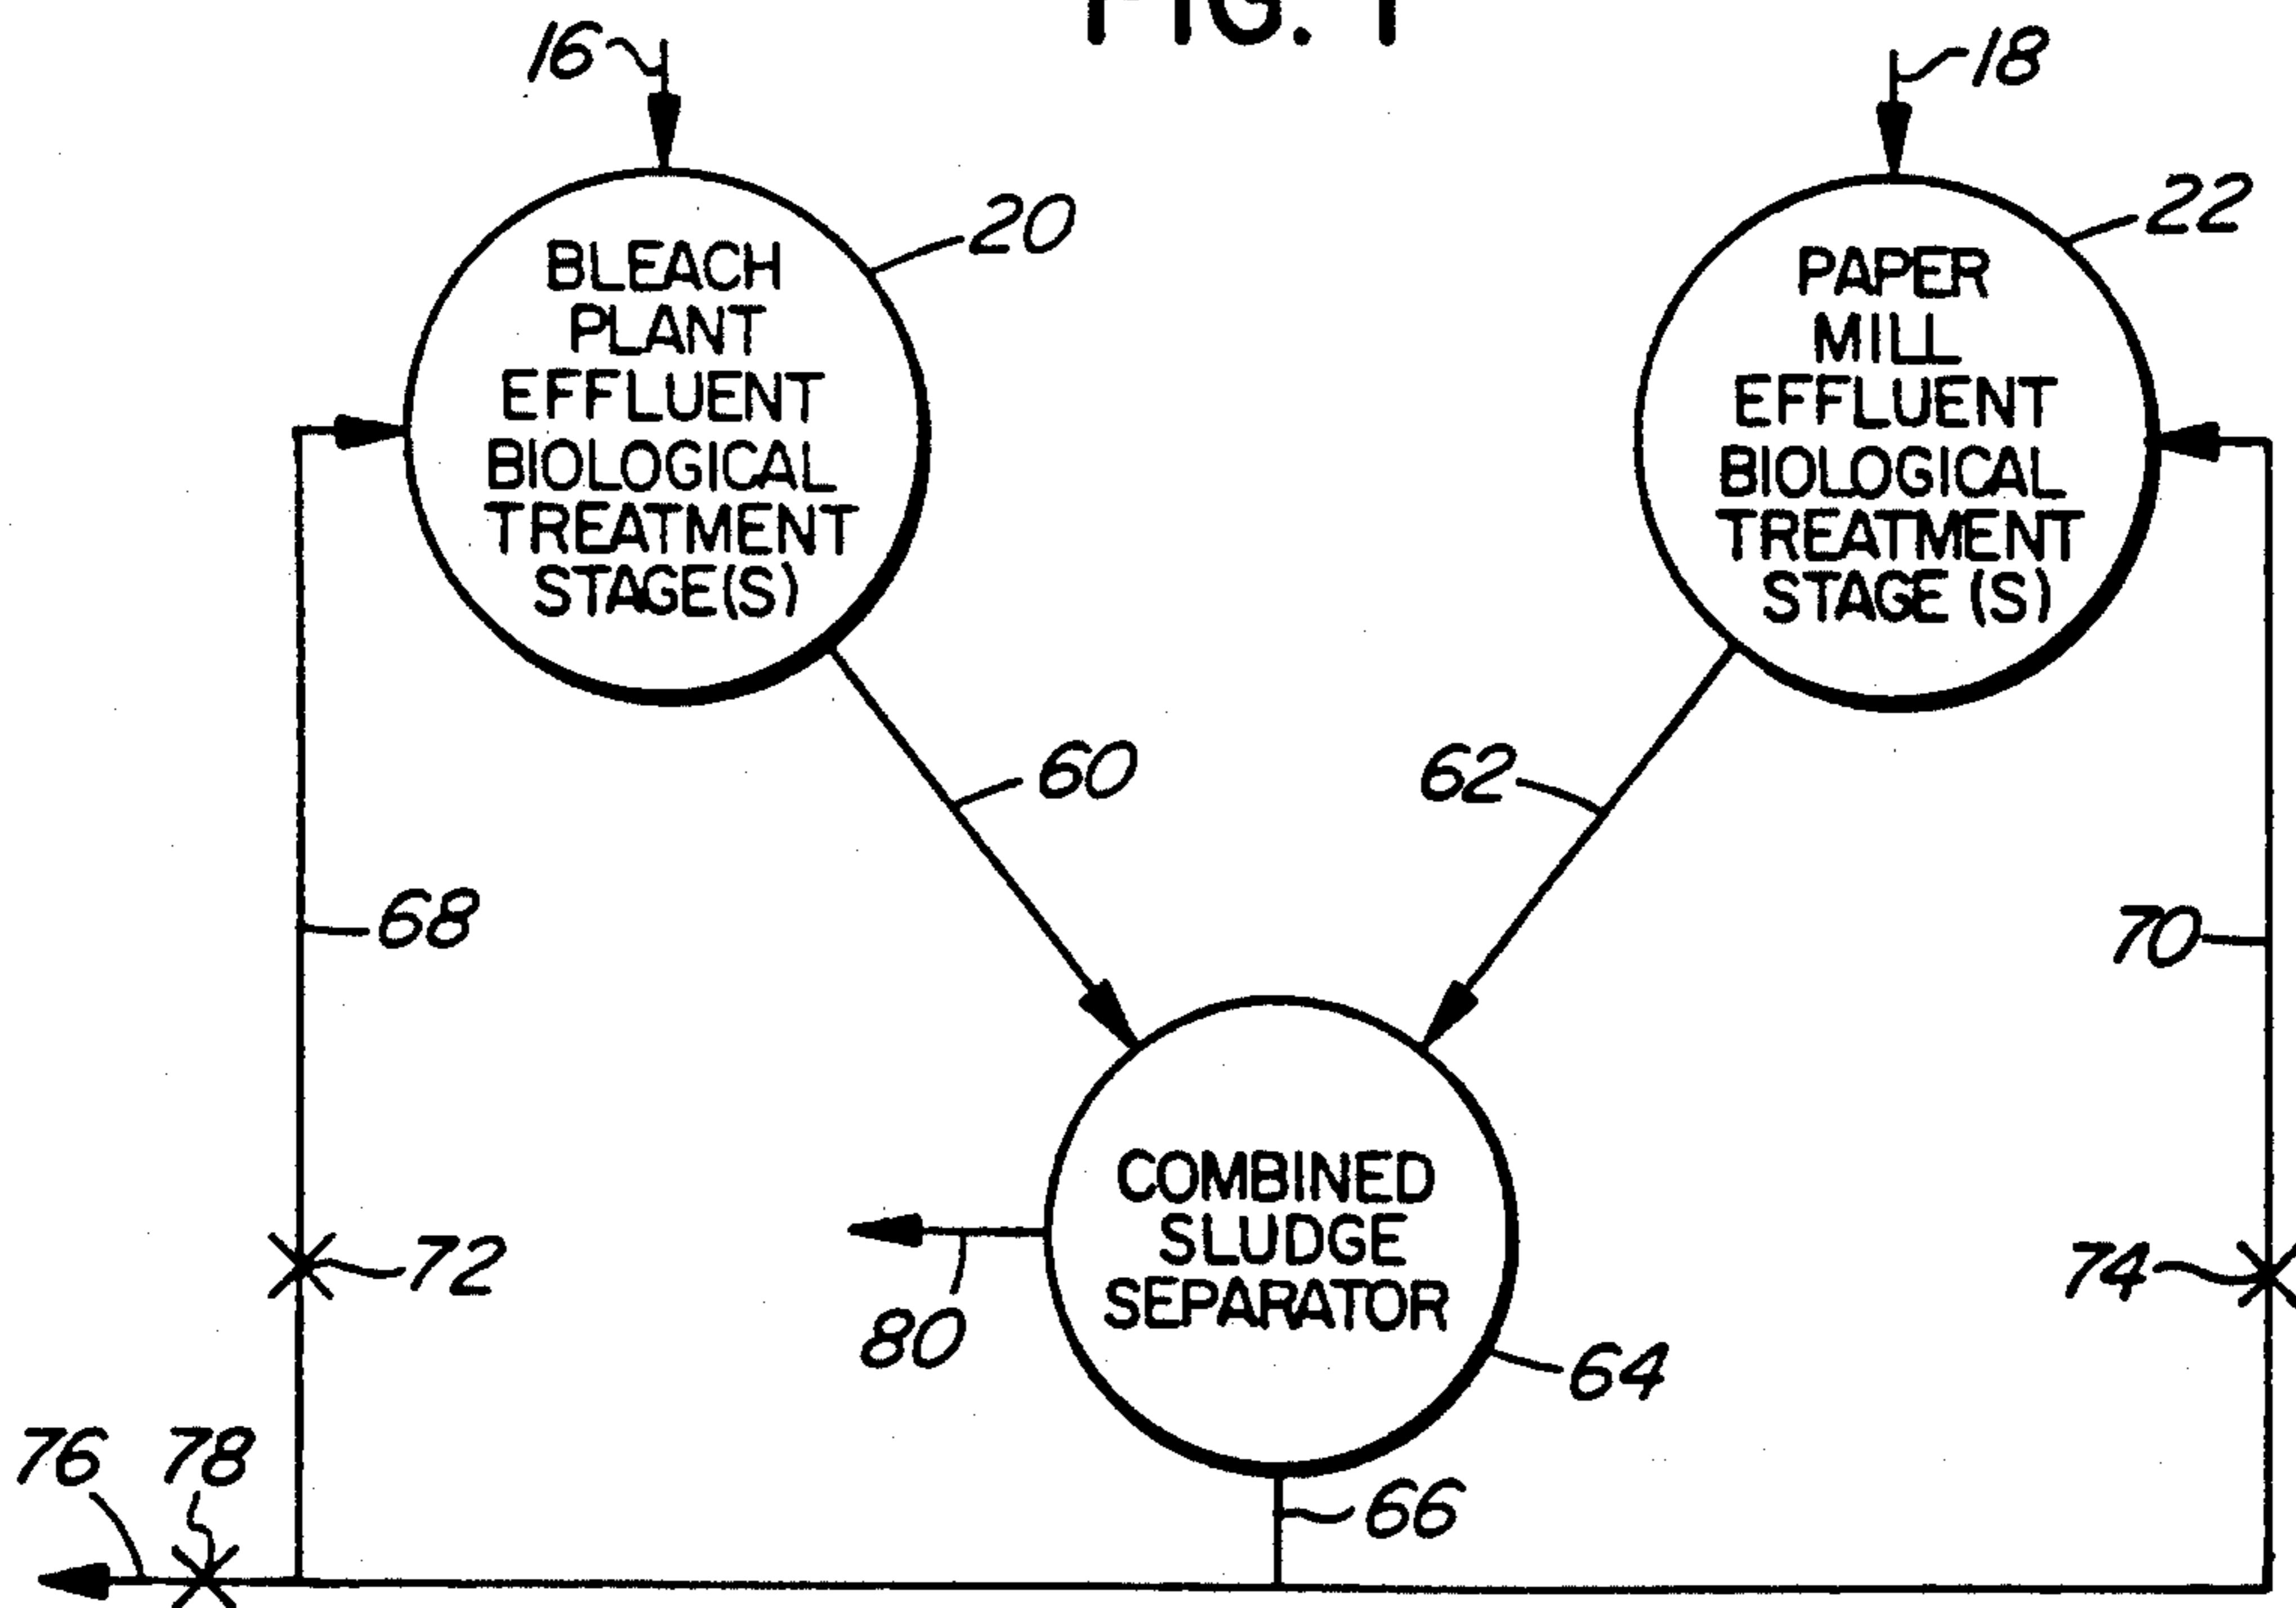 FIG. 1
16
18
20
22
BLEACH
PLANT
EFFLUENT
BIOLOGICAL
TREATMENT
STAGE(S)
PAPER
MILL
EFFLUENT
BIOLOGICAL
TREATMENT
STAGE (S)
60
62
68
70
COMBINED
SLUDGE
SEPARATOR
72
74
80
64
76
78
66